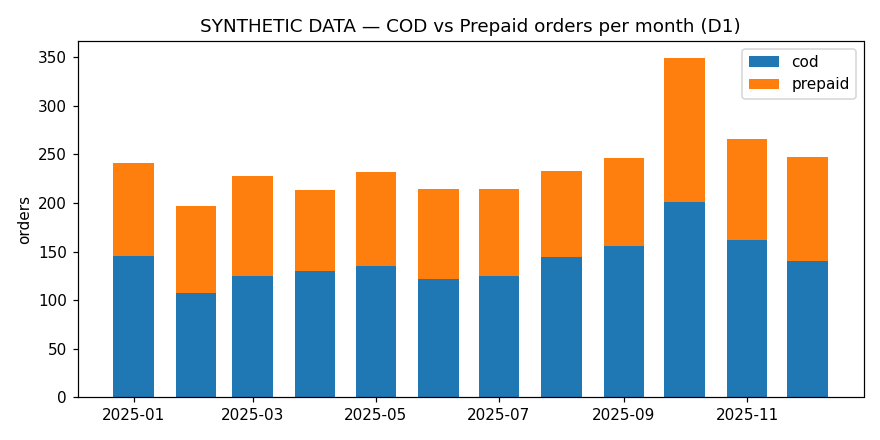 SYNTHETIC DATA — COD vs Prepaid orders per month (D1)
cod
prepaid
orders
350
300
250
200
150
100
50
0
2025-01 2025-03 2025-05 2025-07 2025-09 2025-11